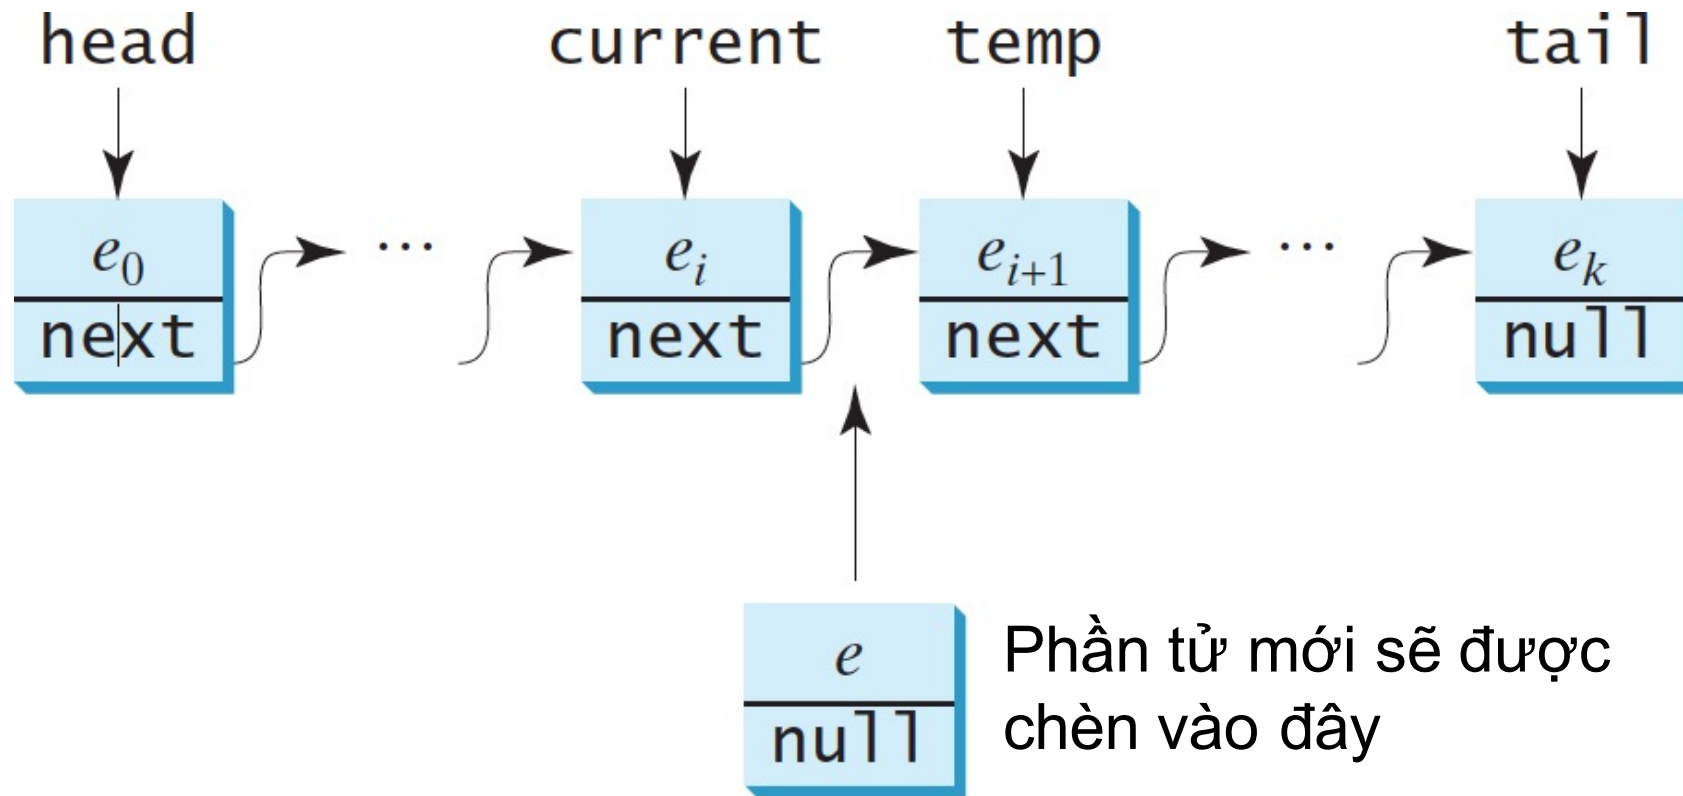 head current temp tail
e0 … ei ei+1 … ek
next next next null
e
null
Phần tử mới sẽ được
chèn vào đây